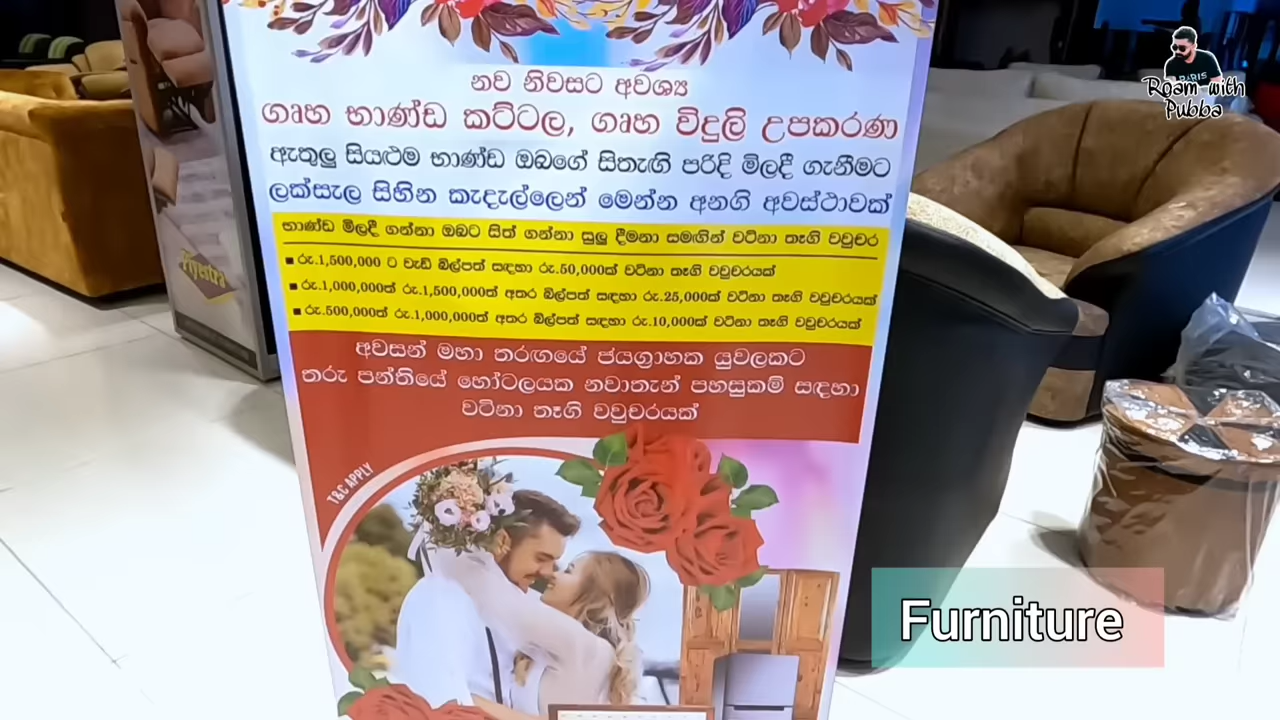 නව නිවසට අවශ්‍ය
ගෘහ භාණ්ඩ කට්ටල, ගෘහ විදුලි උපකරණ
ඇතුලු සියළුම භාණ්ඩ ඔබගේ සිතැඟි පරිදි මිලදී ගැනීමට
ලක්සැල සිහින කැදැල්ලෙන් මෙන්න අනගි අවස්ථාවක්
භාණ්ඩ මිලදී ගන්නා ඔබට සිත් ගන්නා සුලු දීමනා සමඟින් වටිනා තෑගි වවුචර
■ රු.1,500,000 ට වැඩි බිල්පත් සඳහා රු.50,000ක් වටිනා තෑගි වවුචරයක්
■ රු.1,000,000ත් රු.1,500,000ත් අතර බිල්පත් සඳහා රු.25,000ක් වටිනා තෑගි වවුචරයක්
■ රු.500,000ත් රු.1,000,000ත් අතර බිල්පත් සඳහා රු.10,000ක් වටිනා තෑගි වවුචරයක්
අවසන් මහා තරඟයේ ජයග්‍රාහක යුවලකට
තරු පන්තියේ හෝටලයක නවාතැන් පහසුකම් සඳහා
වටිනා තෑගි වවුචරයක්
T&C APPLY
Furniture
PARIS
Roam with
Pubba